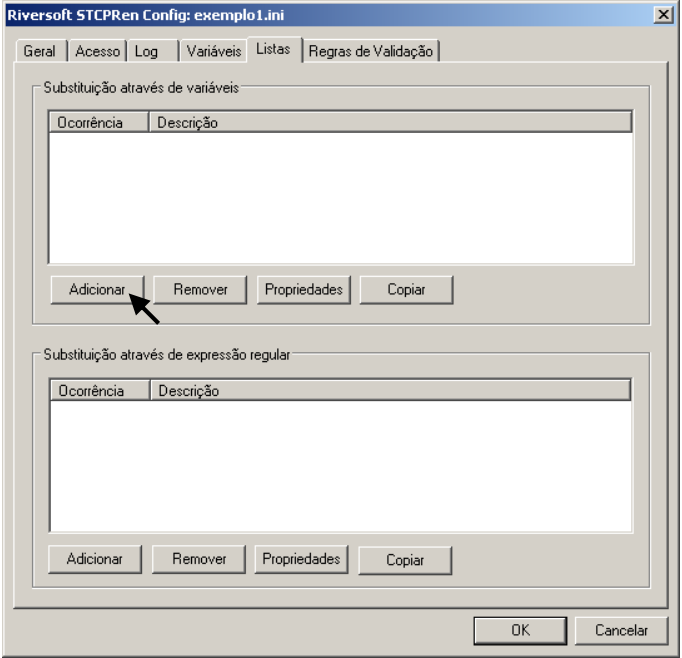 Riversoft STCPRen Config: exemplo1.ini
Geral Acesso Log Variáveis Listas Regras de Validação
Substituição através de variáveis
Ocorrência Descrição
Adicionar Remover Propriedades Copiar
Substituição através de expressão regular
Ocorrência Descrição
Adicionar Remover Propriedades Copiar
OK Cancelar